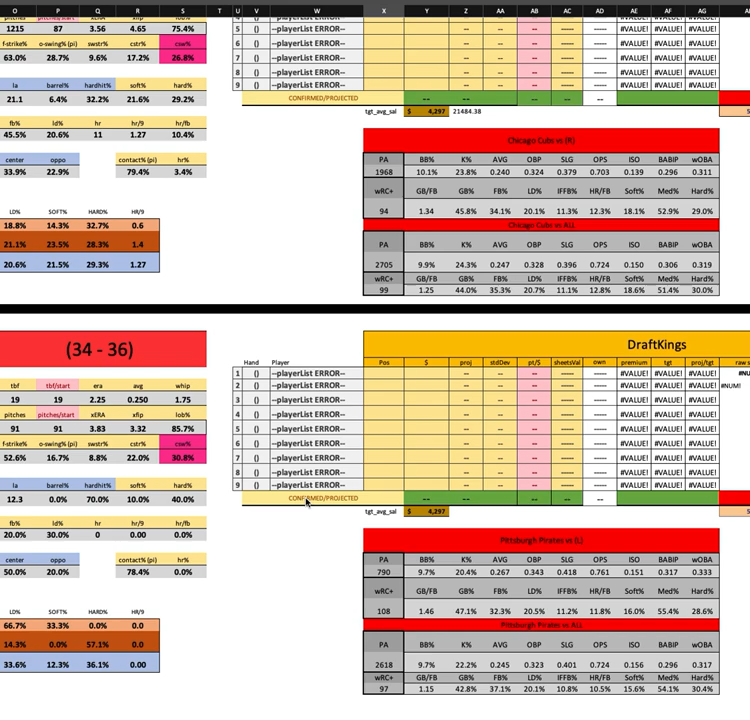 O P Q R S T U V W X Y Z AA AB AC AD AE AF AG
pitches pitches/start xERA xfip lob%
1215 87 3.56 4.65 75.4%
f-strike% o-swing% (pi) swstr% cstr% csw%
63.0% 28.7% 9.6% 17.2% 26.8%
la barrel% hardhit% soft% hard%
21.1 6.4% 32.2% 21.6% 29.2%
fb% ld% hr hr/9 hr/fb
45.5% 20.6% 11 1.27 10.4%
center oppo contact% (pi) hr%
33.9% 22.9% 79.4% 3.4%
LD% SOFT% HARD% HR/9
18.8% 14.3% 32.7% 0.6
21.1% 23.5% 28.3% 1.4
20.6% 21.5% 29.3% 1.27
4 () --playerList ERROR-- -- -- -- -- ----- ---- #VALUE! #VALUE! #VALUE!
5 () --playerList ERROR-- -- -- -- -- ----- ---- #VALUE! #VALUE! #VALUE!
6 () --playerList ERROR-- -- -- -- -- ----- ---- #VALUE! #VALUE! #VALUE!
7 () --playerList ERROR-- -- -- -- -- ----- ---- #VALUE! #VALUE! #VALUE!
8 () --playerList ERROR-- -- -- -- -- ----- ---- #VALUE! #VALUE! #VALUE!
9 () --playerList ERROR-- -- -- -- -- ----- ---- #VALUE! #VALUE! #VALUE!
CONFIRMED/PROJECTED -- -- -- -- --
tgt_avg_sal $ 4,297 21484.38 5
Chicago Cubs vs (R)
PA BB% K% AVG OBP SLG OPS ISO BABIP wOBA
1968 10.1% 23.8% 0.240 0.324 0.379 0.703 0.139 0.296 0.311
wRC+ GB/FB GB% FB% LD% IFFB% HR/FB Soft% Med% Hard%
94 1.34 45.8% 34.1% 20.1% 11.3% 12.3% 18.1% 52.9% 29.0%
Chicago Cubs vs ALL
PA BB% K% AVG OBP SLG OPS ISO BABIP wOBA
2705 9.9% 24.3% 0.247 0.328 0.396 0.724 0.150 0.306 0.319
wRC+ GB/FB GB% FB% LD% IFFB% HR/FB Soft% Med% Hard%
99 1.25 44.0% 35.3% 20.7% 11.1% 12.8% 18.6% 51.4% 30.0%
(34 - 36)
tbf tbf/start era avg whip
19 19 2.25 0.250 1.75
pitches pitches/start xERA xfip lob%
91 91 3.83 3.32 85.7%
f-strike% o-swing% (pi) swstr% cstr% csw%
52.6% 16.7% 8.8% 22.0% 30.8%
la barrel% hardhit% soft% hard%
12.3 0.0% 70.0% 10.0% 40.0%
fb% ld% hr hr/9 hr/fb
20.0% 30.0% 0 0.00 0.0%
center oppo contact% (pi) hr%
50.0% 20.0% 78.4% 0.0%
LD% SOFT% HARD% HR/9
66.7% 33.3% 0.0% 0.0
14.3% 0.0% 57.1% 0.0
33.6% 12.3% 36.1% 0.00
DraftKings
Hand Player Pos $ proj stdDev pt/$ sheetsVal own premium tgt proj/tgt raw s
1 () --playerList ERROR-- -- -- -- ----- ---- #VALUE! #VALUE! #VALUE! #NU
2 () --playerList ERROR-- -- -- -- ----- ---- #VALUE! #VALUE! #VALUE! #NUM!
3 () --playerList ERROR-- -- -- -- ----- ---- #VALUE! #VALUE! #VALUE!
4 () --playerList ERROR-- -- -- -- ----- ---- #VALUE! #VALUE! #VALUE!
5 () --playerList ERROR-- -- -- -- ----- ---- #VALUE! #VALUE! #VALUE!
6 () --playerList ERROR-- -- -- -- ----- ---- #VALUE! #VALUE! #VALUE!
7 () --playerList ERROR-- -- -- -- ----- ---- #VALUE! #VALUE! #VALUE!
8 () --playerList ERROR-- -- -- -- ----- ---- #VALUE! #VALUE! #VALUE!
9 () --playerList ERROR-- -- -- -- ----- ---- #VALUE! #VALUE! #VALUE!
CONFIRMED/PROJECTED -- -- -- -- --
tgt_avg_sal $ 4,297 5
Pittsburgh Pirates vs (L)
PA BB% K% AVG OBP SLG OPS ISO BABIP wOBA
790 9.7% 20.4% 0.267 0.343 0.418 0.761 0.151 0.317 0.333
wRC+ GB/FB GB% FB% LD% IFFB% HR/FB Soft% Med% Hard%
108 1.46 47.1% 32.3% 20.5% 11.2% 11.8% 16.0% 55.4% 28.6%
Pittsburgh Pirates vs ALL
PA BB% K% AVG OBP SLG OPS ISO BABIP wOBA
2618 9.7% 22.2% 0.245 0.323 0.401 0.724 0.156 0.296 0.317
wRC+ GB/FB GB% FB% LD% IFFB% HR/FB Soft% Med% Hard%
97 1.15 42.8% 37.1% 20.1% 10.8% 10.5% 15.6% 54.1% 30.4%